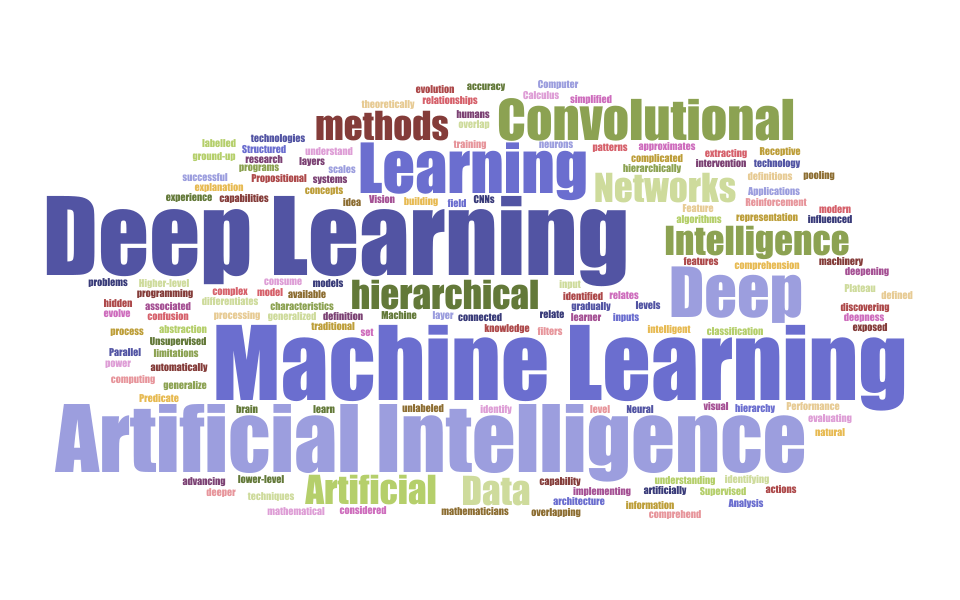 evolution accuracy Computer
theoretically relationships Calculus simplified
methods humans overlap Convolutional
labelled technologies
Structured training neurons patterns approximates
ground-up research understand Learning complicated extracting Receptive
programs layers scales hierarchically intervention technology
successful Propositional systems Networks definitions pooling
explanation concepts Applications
experience capabilities idea Vision building field CNNs Reinforcement
Feature modern
algorithms representation influenced
Deep Learning Intelligence
features comprehension machinery
deepening
problems Higher-level consume models hierarchical input Deep Plateau
programming complex model available identified relates defined
hidden associated differentiates characteristics gradually levels discovering
evolve confusion processing generalized definition Machine layer connected relate learner inputs deepness
process abstraction traditional set knowledge filters intelligent classification exposed
Unsupervised
Parallel limitations Machine Learning
power automatically
computing generalize
Predicate
brain learn unlabeled identify level Neural visual hierarchy Performance
evaluating
Artificial Intelligence natural
advancing lower-level capability understanding identifying
deeper techniques Artificial Data implementing artificially Supervised actions
architecture information Analysis
mathematical considered mathematicians overlapping comprehend